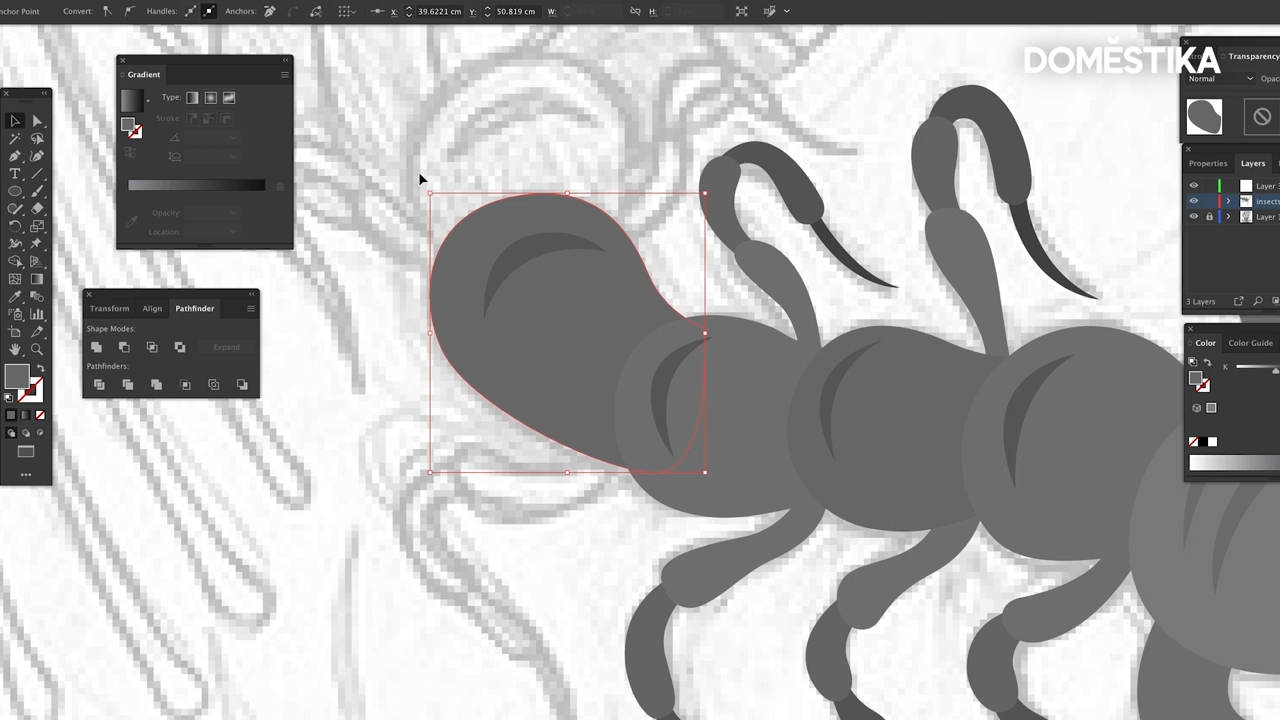 nchor Point Convert: Handles: Anchors: X: 39.6221 cm Y: 50.819 cm W: H:
DOMĚSTIKA
Transparency
Normal Opac
Gradient
Type:
Stroke:
Opacity:
Location:
Properties Layers
Layer
insects
Layer
3 Layers
Transform Align Pathfinder
Shape Modes:
Expand
Pathfinders:
Color Color Guide
K